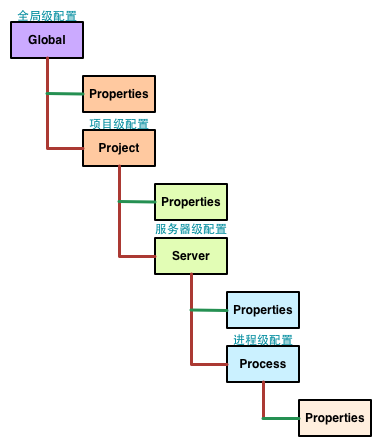 全局级配置
Global
Properties
项目级配置
Project
Properties
服务器级配置
Server
Properties
进程级配置
Process
Properties